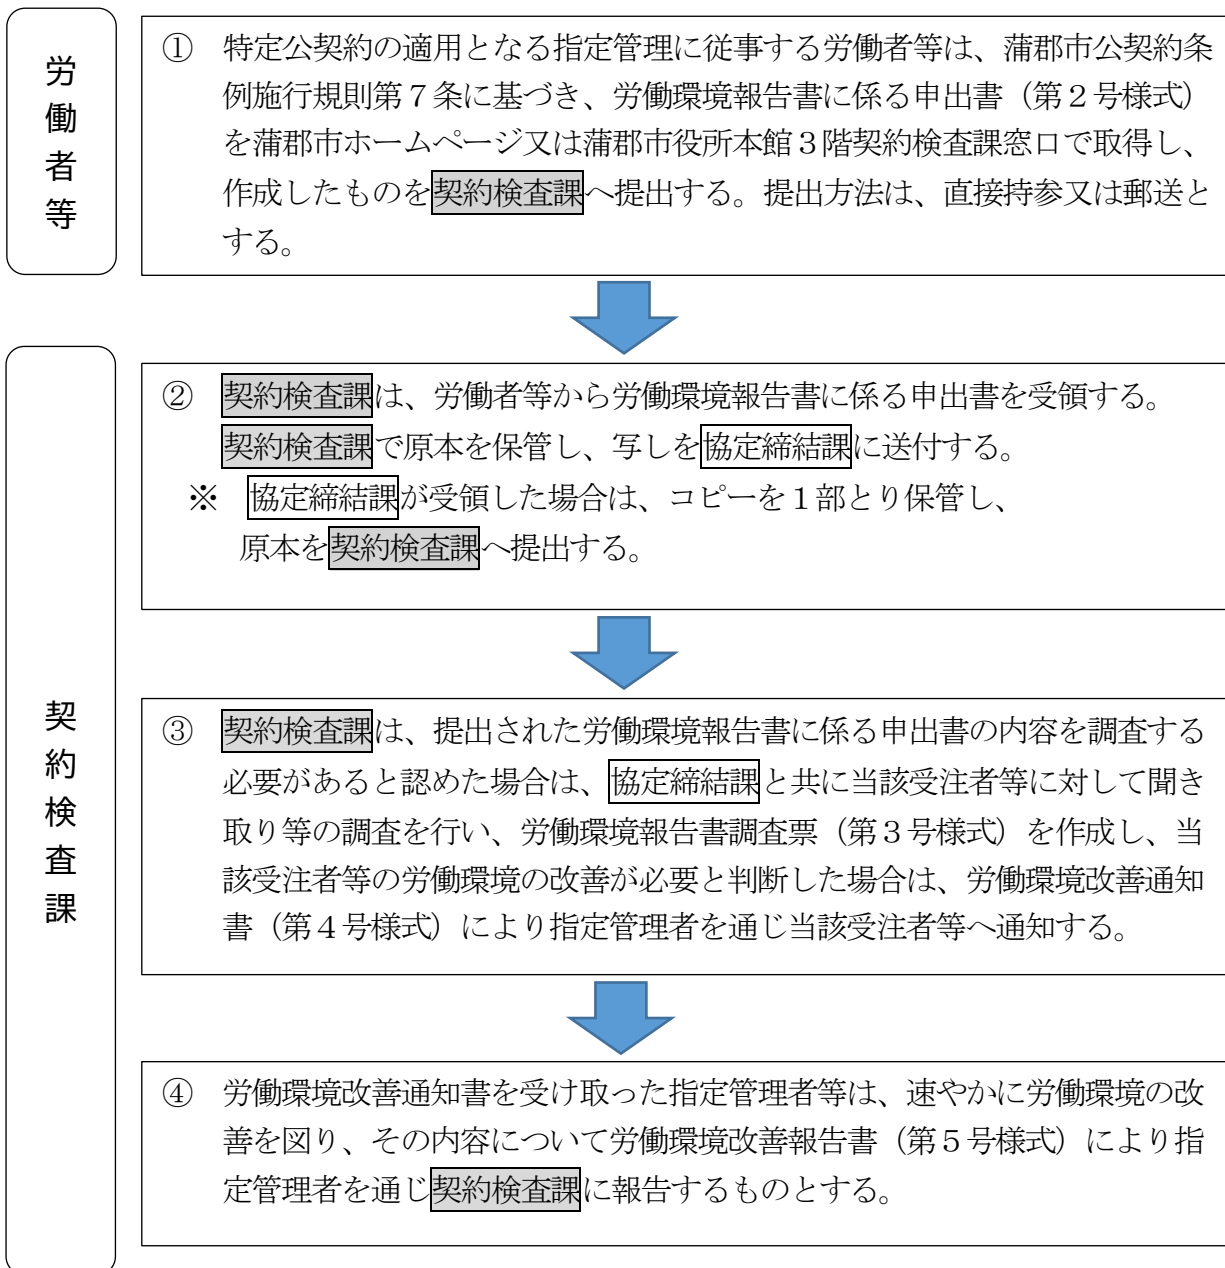 労働者等
① 特定公契約の適用となる指定管理に従事する労働者等は、蒲郡市公契約条
例施行規則第7条に基づき、労働環境報告書に係る申出書（第2号様式）
を蒲郡市ホームページ又は蒲郡市役所本館3階契約検査課窓口で取得し、
作成したものを契約検査課へ提出する。提出方法は、直接持参又は郵送と
する。
契約検査課
② 契約検査課は、労働者等から労働環境報告書に係る申出書を受領する。
契約検査課で原本を保管し、写しを協定締結課に送付する。
※ 協定締結課が受領した場合は、コピーを1部とり保管し、
原本を契約検査課へ提出する。
③ 契約検査課は、提出された労働環境報告書に係る申出書の内容を調査する
必要があると認めた場合は、協定締結課と共に当該受注者等に対して聞き
取り等の調査を行い、労働環境報告書調査票（第3号様式）を作成し、当
該受注者等の労働環境の改善が必要と判断した場合は、労働環境改善通知
書（第4号様式）により指定管理者を通じ当該受注者等へ通知する。
④ 労働環境改善通知書を受け取った指定管理者等は、速やかに労働環境の改
善を図り、その内容について労働環境改善報告書（第5号様式）により指
定管理者を通じ契約検査課に報告するものとする。